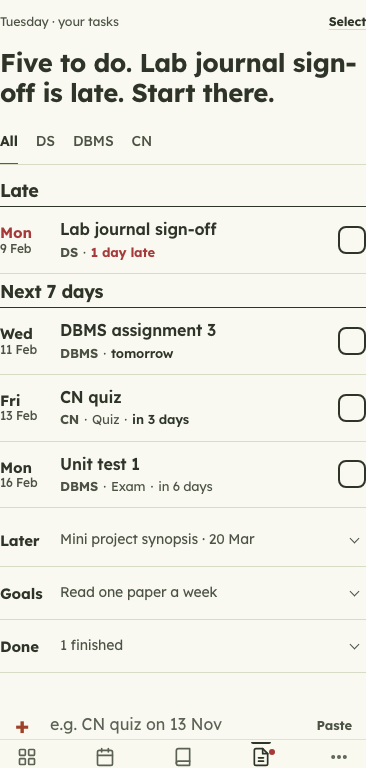 Tuesday · your tasks
Select
Five to do. Lab journal sign-
off is late. Start there.
All DS DBMS CN
Late
Mon
9 Feb
Lab journal sign-off
DS · 1 day late
Next 7 days
Wed
11 Feb
DBMS assignment 3
DBMS · tomorrow
Fri
13 Feb
CN quiz
CN · Quiz · in 3 days
Mon
16 Feb
Unit test 1
DBMS · Exam · in 6 days
Later Mini project synopsis · 20 Mar
Goals Read one paper a week
Done 1 finished
+ e.g. CN quiz on 13 Nov Paste